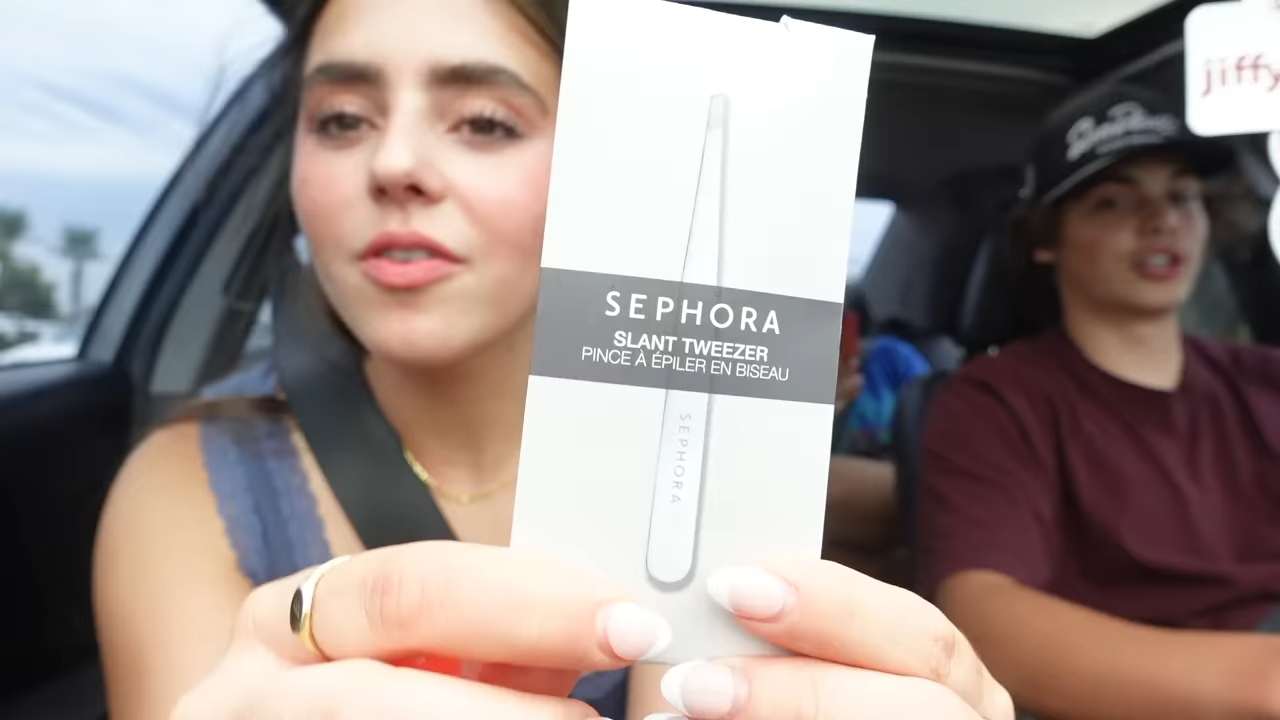 SEPHORA
SLANT TWEEZER
PINCE À ÉPILER EN BISEAU
SEPHORA
jiffy